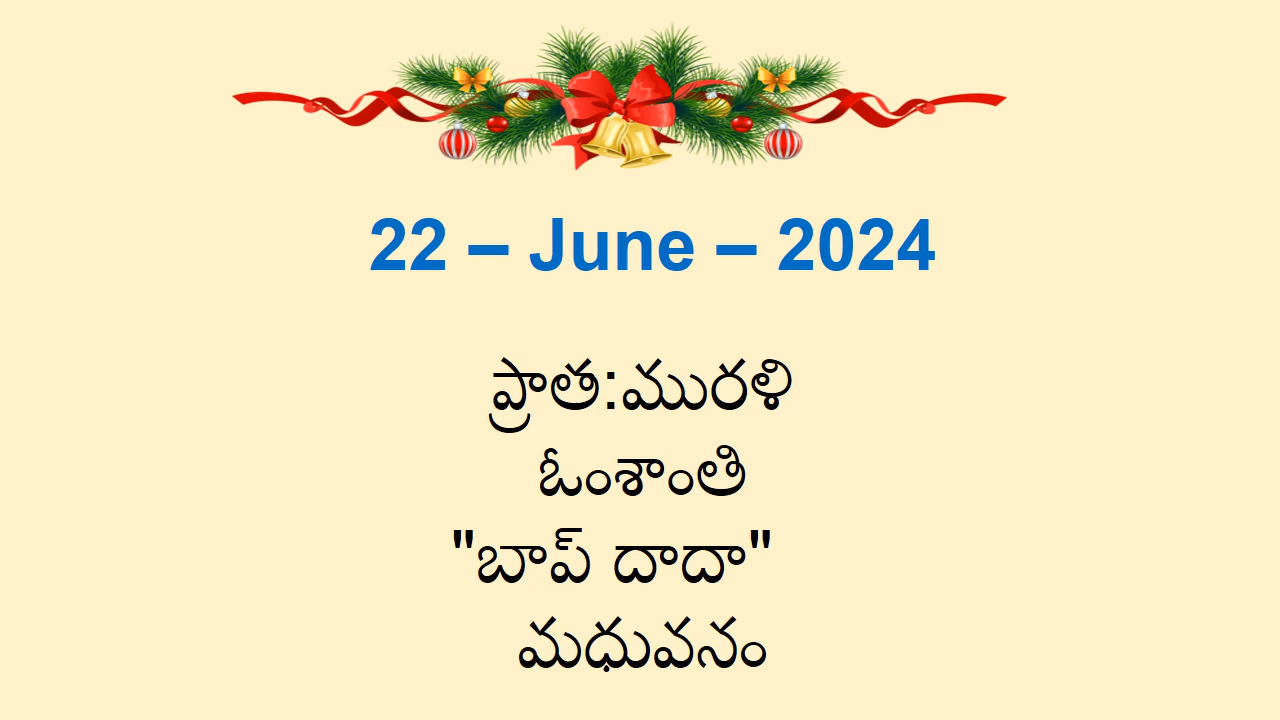 22 – June – 2024
ప్రాత:మురళి
ఓంశాంతి
"బాప్ దాదా"
మధువనం